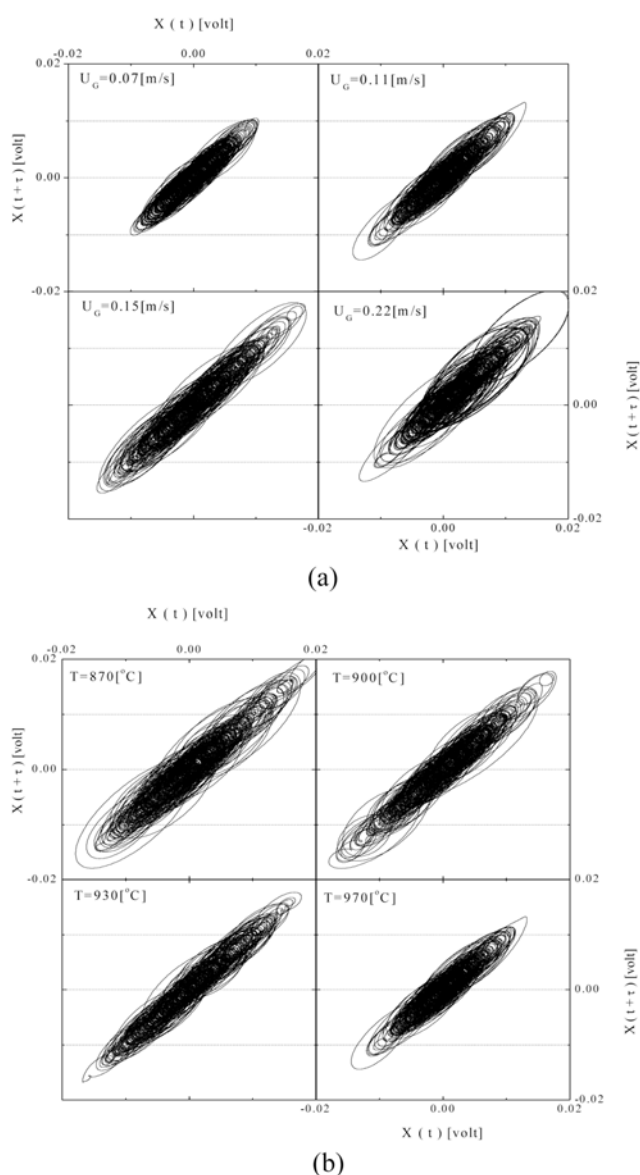 X ( t ) [volt]
-0.02 0.00 0.02
0.02
U_G=0.07[m/s] U_G=0.11[m/s]
X (t + τ) [volt]
0.00
-0.02 0.02
U_G=0.15[m/s] U_G=0.22[m/s]
0.00
X (t + τ) [volt]
-0.02
-0.02 0.00 0.02
X ( t ) [volt]
(a)
X ( t ) [volt]
-0.02 0.00 0.02
0.02
T=870[°C] T=900[°C]
X (t + τ) [volt]
0.00
-0.02 0.02
T=930[°C] T=970[°C]
0.00
X (t + τ) [volt]
-0.02
-0.02 0.00 0.02
X ( t ) [volt]
(b)